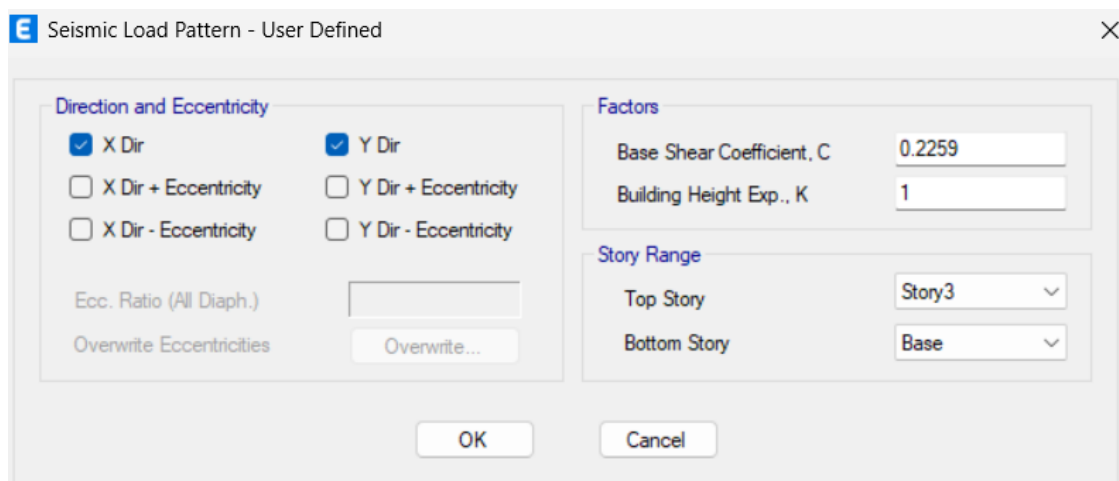 E Seismic Load Pattern - User Defined
Direction and Eccentricity
X Dir Y Dir
X Dir + Eccentricity Y Dir + Eccentricity
X Dir - Eccentricity Y Dir - Eccentricity
Ecc. Ratio (All Diaph.)
Overwrite Eccentricities Overwrite...
Factors
Base Shear Coefficient, C 0.2259
Building Height Exp., K 1
Story Range
Top Story Story3
Bottom Story Base
OK Cancel